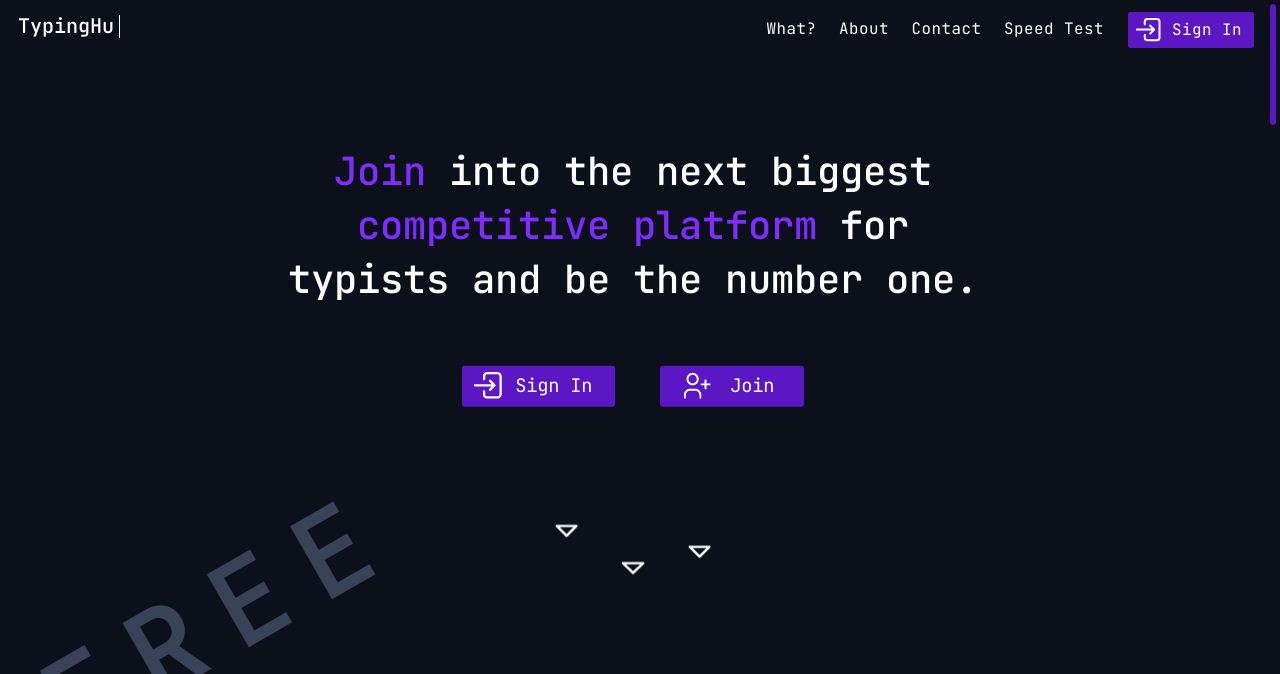 TypingHu
What? About Contact Speed Test Sign In
Join into the next biggest
competitive platform for
typists and be the number one.
Sign In Join
FREE